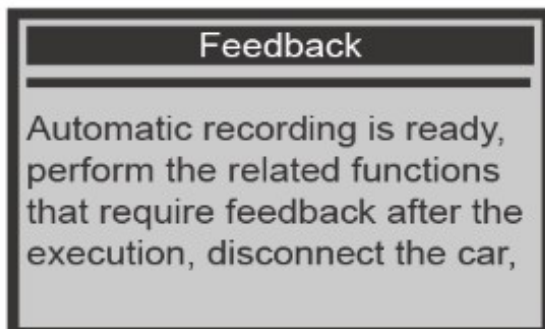 Feedback
Automatic recording is ready,
perform the related functions
that require feedback after the
execution, disconnect the car,